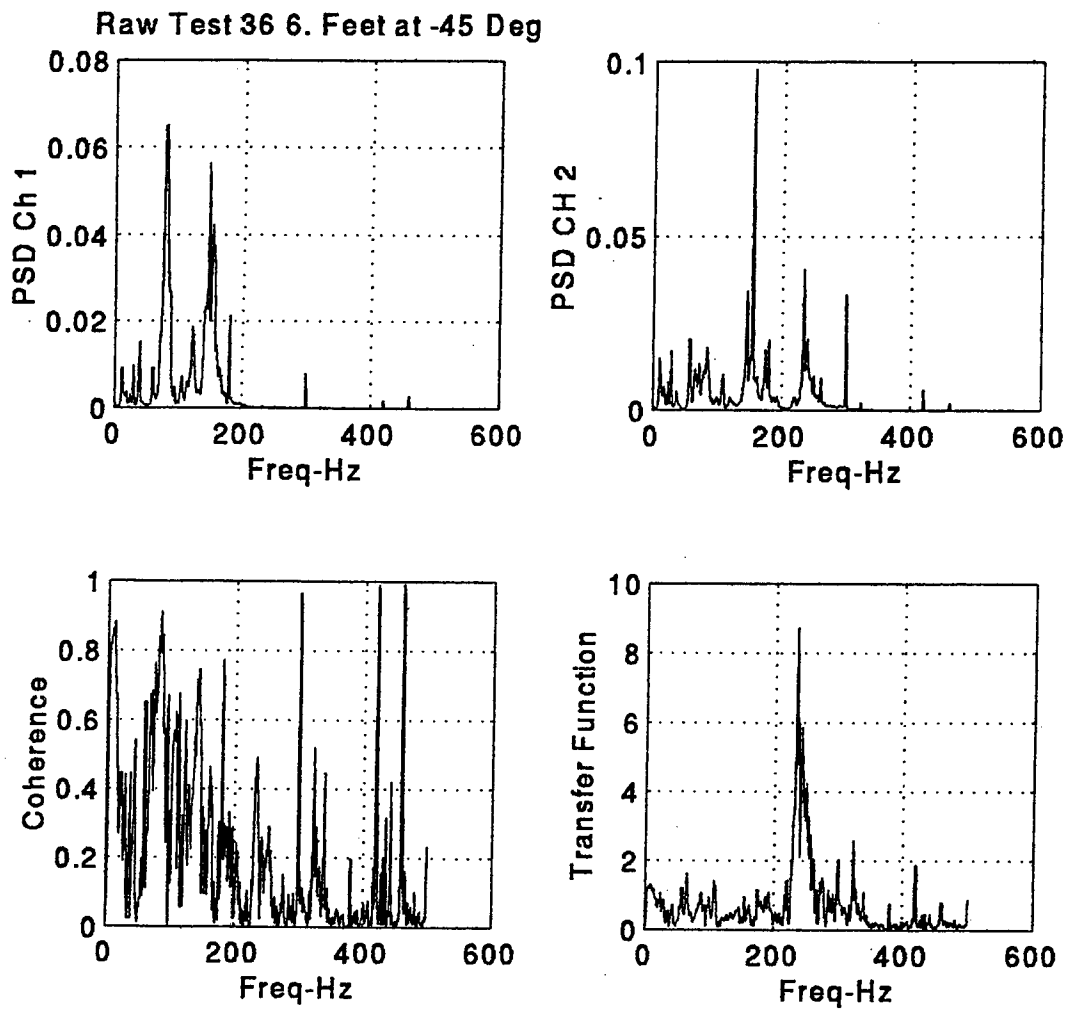 Raw Test 36 6. Feet at -45 Deg
0.08
0.06
0.04
0.02
0
PSD Ch 1
0 200 400 600
Freq-Hz
0.1
0.05
0
PSD CH 2
0 200 400 600
Freq-Hz
1
0.8
0.6
0.4
0.2
0
Coherence
0 200 400 600
Freq-Hz
10
8
6
4
2
0
Transfer Function
0 200 400 600
Freq-Hz